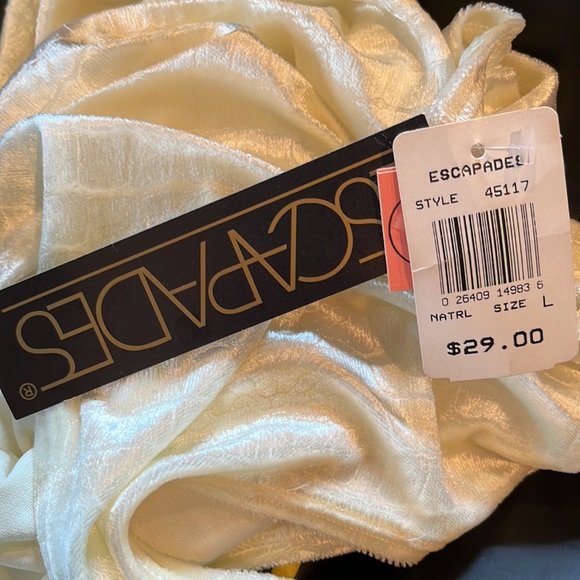 ESCAPADES
®
ESCAPADES
STYLE 45117
0 26409 14983 6
NATRL SIZE L
$29.00